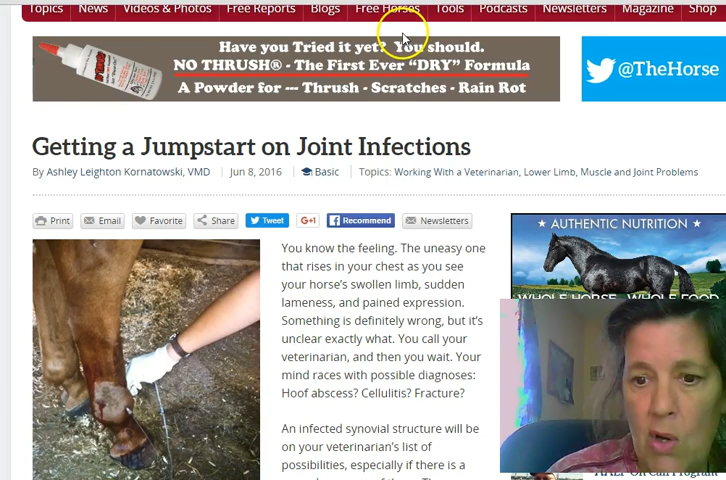 Topics News Videos & Photos Free Reports Blogs Free Horses Tools Podcasts Newsletters Magazine Shop
Have you Tried it yet? You should.
NO THRUSH® - The First Ever “DRY” Formula
A Powder for --- Thrush - Scratches - Rain Rot
@TheHorse
Getting a Jumpstart on Joint Infections
By Ashley Leighton Kornatowski, VMD Jun 8, 2016 Basic Topics: Working With a Veterinarian, Lower Limb, Muscle and Joint Problems
Print Email Favorite Share Tweet G+1 Recommend Newsletters
★ AUTHENTIC NUTRITION ★
WHOLE HORSE WHOLE FOOD
You know the feeling. The uneasy one
that rises in your chest as you see
your horse’s swollen limb, sudden
lameness, and pained expression.
Something is definitely wrong, but it’s
unclear exactly what. You call your
veterinarian, and then you wait. Your
mind races with possible diagnoses:
Hoof abscess? Cellulitis? Fracture?
An infected synovial structure will be
on your veterinarian’s list of
possibilities, especially if there is a